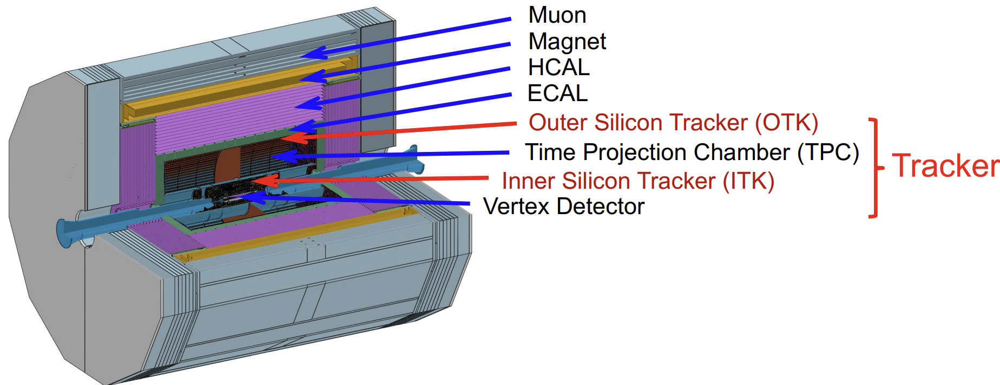 Muon
Magnet
HCAL
ECAL
Outer Silicon Tracker (OTK)
Time Projection Chamber (TPC)
Inner Silicon Tracker (ITK)
Vertex Detector
Tracker